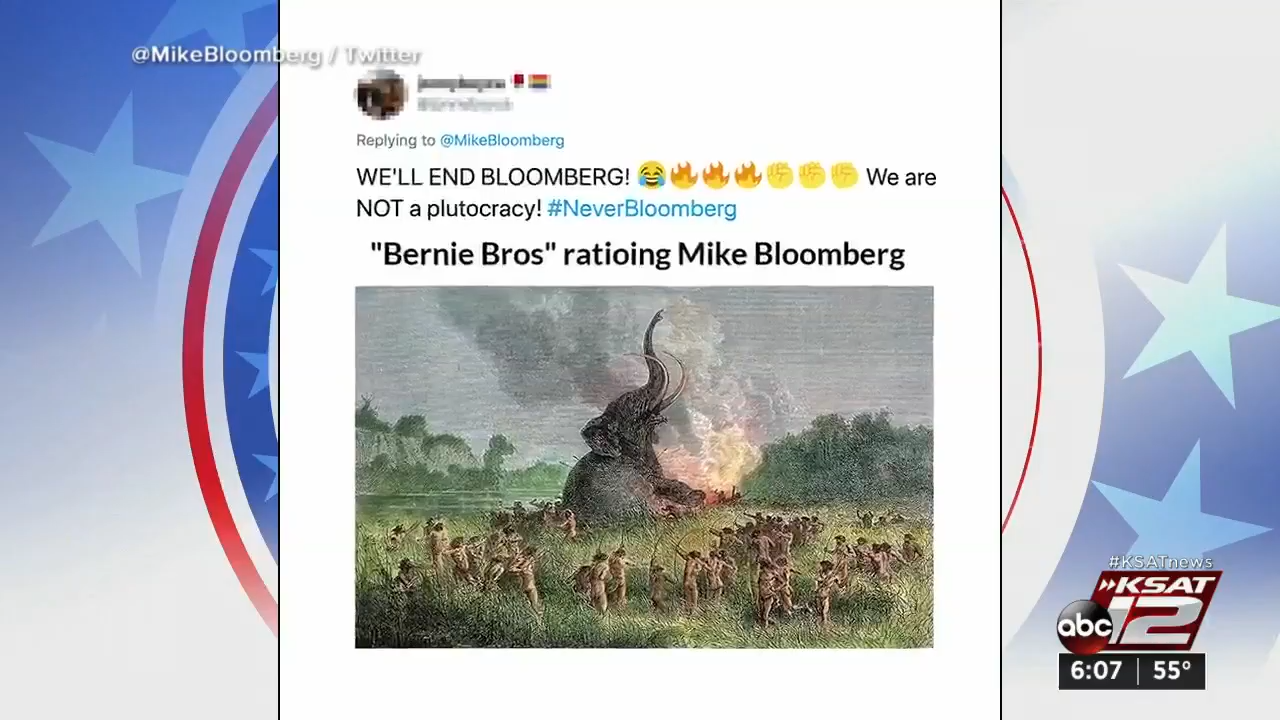 @MikeBloomberg / Twitter
Replying to @MikeBloomberg
WE'LL END BLOOMBERG! 😂🔥🔥🔥✊✊✊ We are
NOT a plutocracy! #NeverBloomberg
"Bernie Bros" ratioing Mike Bloomberg
#KSATnews
KSAT
abc 12
6:07 55°